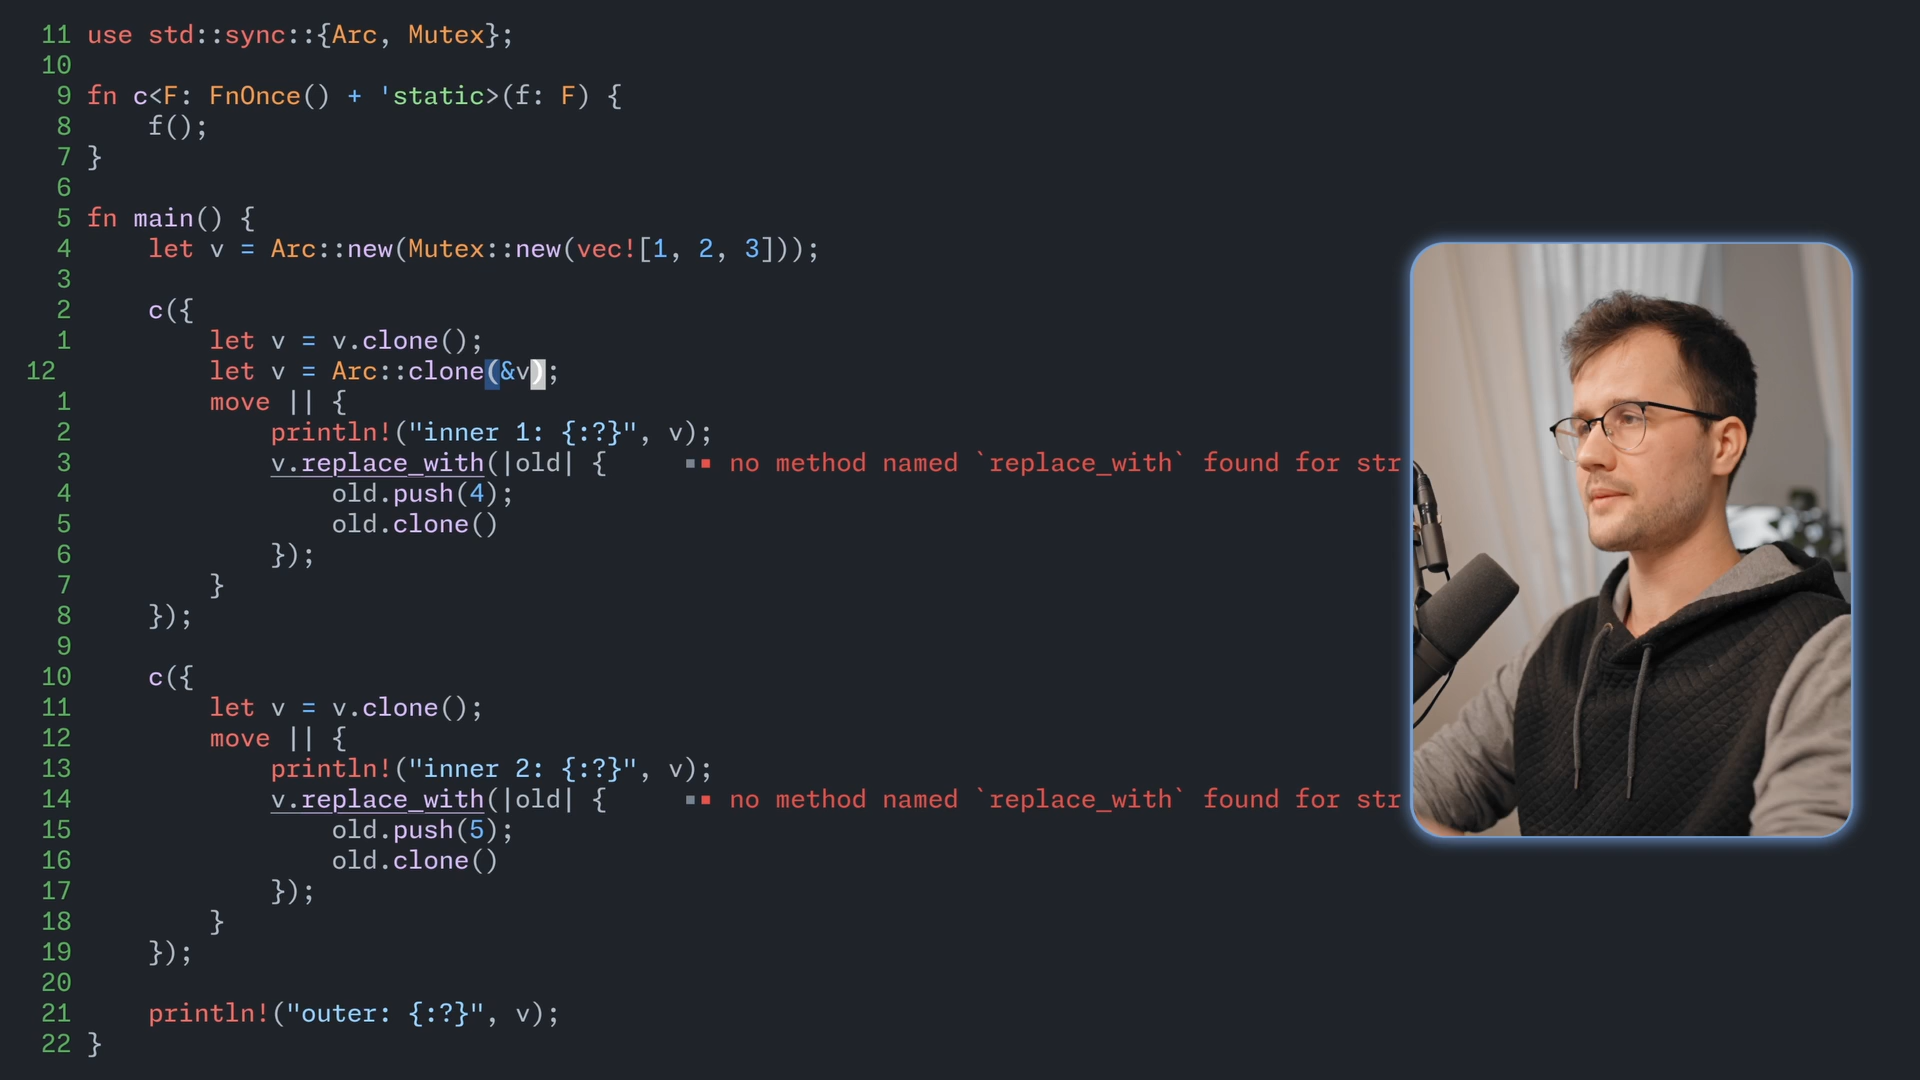 11 use std::sync::{Arc, Mutex};
10
9 fn c<F: FnOnce() + 'static>(f: F) {
8     f();
7 }
6
5 fn main() {
4     let v = Arc::new(Mutex::new(vec![1, 2, 3]));
3
2     c({
1         let v = v.clone();
12         let v = Arc::clone(&v);
1         move || {
2             println!("inner 1: {:?}", v);
3             v.replace_with(|old| {     ▪▪ no method named `replace_with` found for str
4                 old.push(4);
5                 old.clone()
6             });
7         }
8     });
9
10     c({
11         let v = v.clone();
12         move || {
13             println!("inner 2: {:?}", v);
14             v.replace_with(|old| {     ▪▪ no method named `replace_with` found for str
15                 old.push(5);
16                 old.clone()
17             });
18         }
19     });
20
21     println!("outer: {:?}", v);
22 }